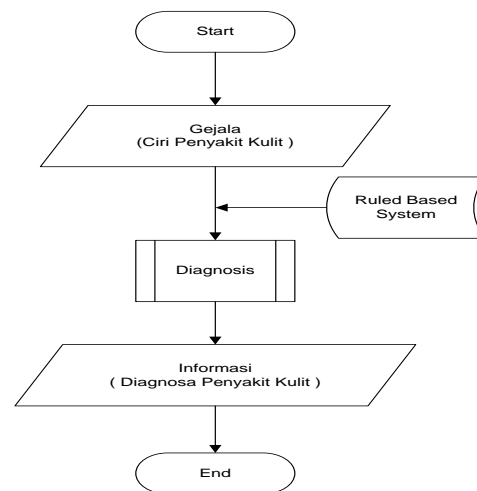 Start
Gejala
(Ciri Penyakit Kulit )
Ruled Based
System
Diagnosis
Informasi
( Diagnosa Penyakit Kulit )
End